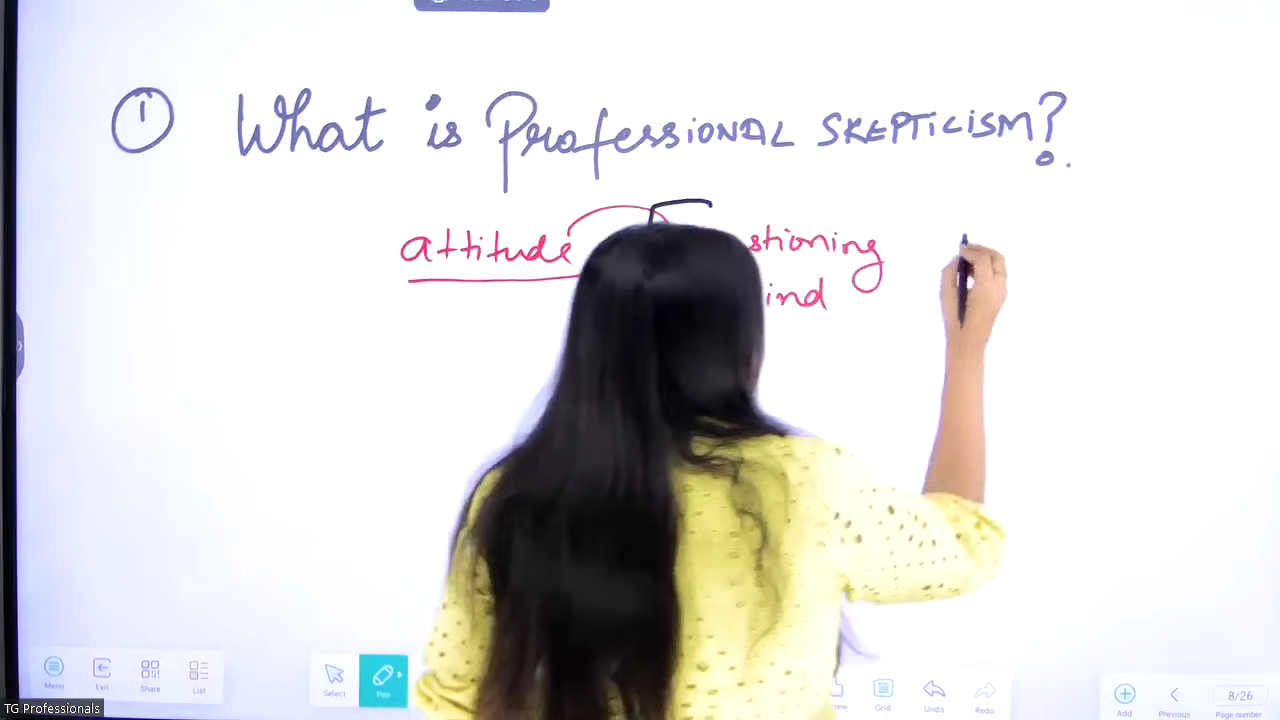 1 What is Professional SKEPTICISM?
attitude stioning
ind
Menu Exit Share List Select Pen Grid Undo Redo Add Previous 8/26 Page number
TG Professionals